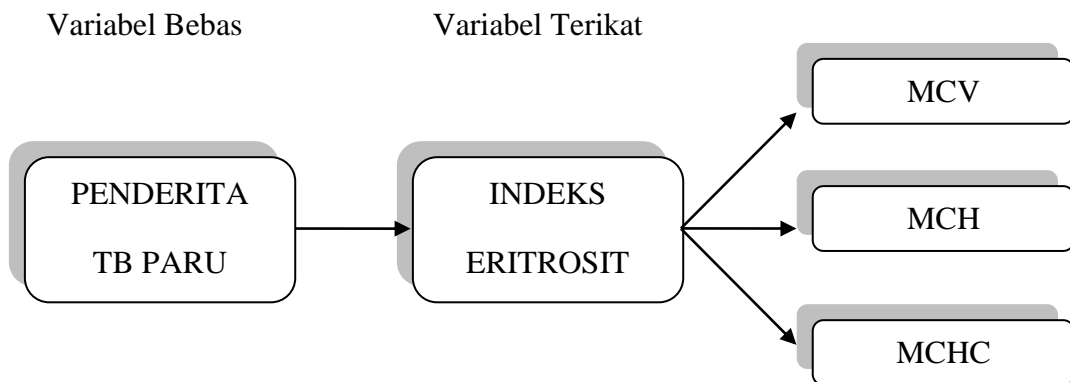 Variabel Bebas
Variabel Terikat
PENDERITA
TB PARU
INDEKS
ERITROSIT
MCV
MCH
MCHC